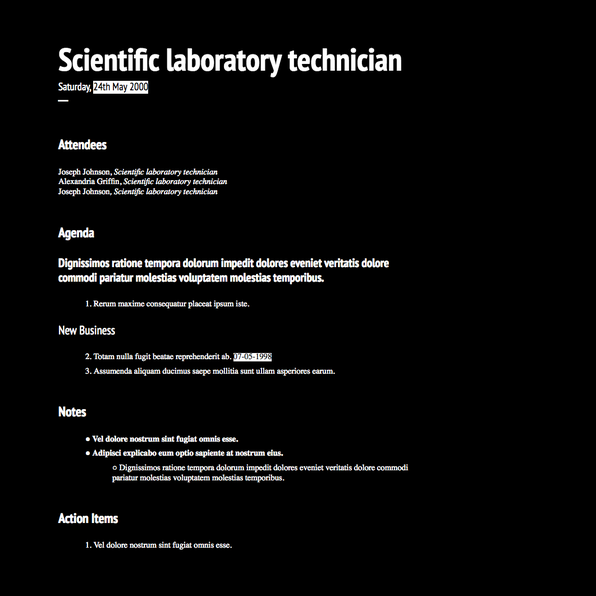 Scientific laboratory technician
Saturday, 24th May 2000
Attendees
Joseph Johnson, Scientific laboratory technician
Alexandria Griffin, Scientific laboratory technician
Joseph Johnson, Scientific laboratory technician
Agenda
Dignissimos ratione tempora dolorum impedit dolores eveniet veritatis dolore
commodi pariatur molestias voluptatem molestias temporibus.
1. Rerum maxime consequatur placeat ipsum iste.
New Business
2. Totam nulla fugit beatae reprehenderit ab. 07-05-1998
3. Assumenda aliquam ducimus saepe mollitia sunt ullam asperiores earum.
Notes
● Vel dolore nostrum sint fugiat omnis esse.
● Adipisci explicabo eum optio sapiente at nostrum eius.
○ Dignissimos ratione tempora dolorum impedit dolores eveniet veritatis dolore commodi
pariatur molestias voluptatem molestias temporibus.
Action Items
1. Vel dolore nostrum sint fugiat omnis esse.